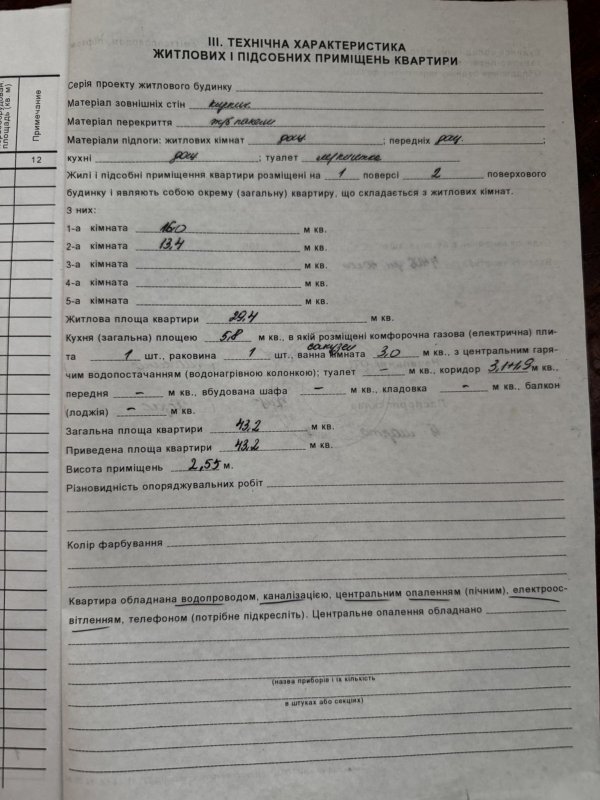 III. ТЕХНІЧНА ХАРАКТЕРИСТИКА
ЖИТЛОВИХ І ПІДСОБНИХ ПРИМІЩЕНЬ КВАРТИРИ
Серія проекту житлового будинку
Матеріал зовнішніх стін
Матеріал перекриття ж/б панели
Матеріали підлоги: житлових кімнат дощ.; передніх дощ.;
кухні дощ.; туалет
Жилі і підсобні приміщення квартири розміщені на 1 поверсі 2 поверхового
будинку і являють собою окрему (загальну) квартиру, що складається з житлових кімнат.
З них:
1-а кімната 16,0 м кв.
2-а кімната 13,4 м кв.
3-а кімната м кв.
4-а кімната м кв.
5-а кімната м кв.
Житлова площа квартири 29,4 м кв.
Кухня (загальна) площею 5,8 м кв., в якій розміщені комфорочна газова (електрична) пли-
санузел
та 1 шт., раковина 1 шт., ванна кімната 3,0 м кв., з центральним гаря-
чим водопостачанням (водонагрівною колонкою); туалет – м кв., коридор 3,1+1,9 м кв.,
передня – м кв., вбудована шафа – м кв., кладовка – м кв., балкон
(лоджія) – м кв.
Загальна площа квартири 43,2 м кв.
Приведена площа квартири 43,2 м кв.
Висота приміщень 2,55 м.
Різновидність опоряджувальних робіт
Колір фарбування
Квартира обладнана водопроводом, каналізацією, центральним опаленням (пічним), електроос-
вітленням, телефоном (потрібне підкресліть). Центральне опалення обладнано
(назва приборів і їх кількість
в штуках або секціях)
площадь (кв. м)
Примечание
12